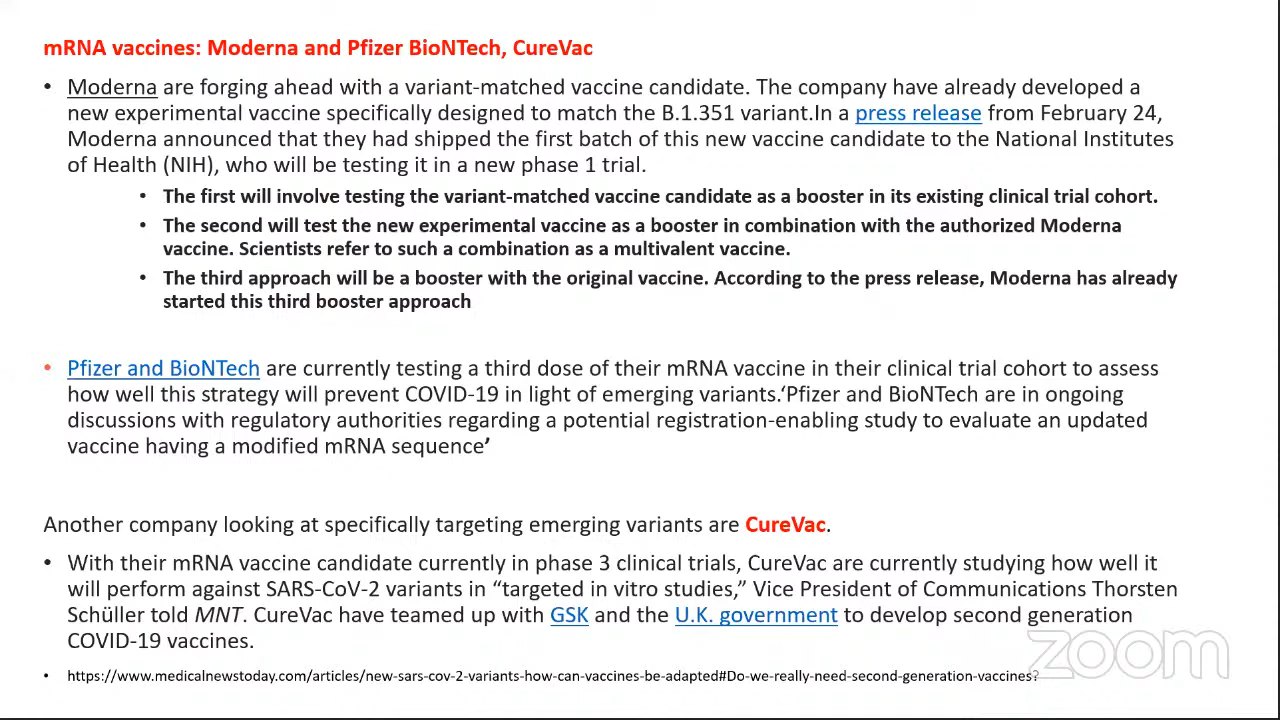 mRNA vaccines: Moderna and Pfizer BioNTech, CureVac
• Moderna are forging ahead with a variant-matched vaccine candidate. The company have already developed a
new experimental vaccine specifically designed to match the B.1.351 variant.In a press release from February 24,
Moderna announced that they had shipped the first batch of this new vaccine candidate to the National Institutes
of Health (NIH), who will be testing it in a new phase 1 trial.
• The first will involve testing the variant-matched vaccine candidate as a booster in its existing clinical trial cohort.
• The second will test the new experimental vaccine as a booster in combination with the authorized Moderna
vaccine. Scientists refer to such a combination as a multivalent vaccine.
• The third approach will be a booster with the original vaccine. According to the press release, Moderna has already
started this third booster approach
• Pfizer and BioNTech are currently testing a third dose of their mRNA vaccine in their clinical trial cohort to assess
how well this strategy will prevent COVID-19 in light of emerging variants.‘Pfizer and BioNTech are in ongoing
discussions with regulatory authorities regarding a potential registration-enabling study to evaluate an updated
vaccine having a modified mRNA sequence’
Another company looking at specifically targeting emerging variants are CureVac.
• With their mRNA vaccine candidate currently in phase 3 clinical trials, CureVac are currently studying how well it
will perform against SARS-CoV-2 variants in “targeted in vitro studies,” Vice President of Communications Thorsten
Schüller told MNT. CureVac have teamed up with GSK and the U.K. government to develop second generation
COVID-19 vaccines.
• https://www.medicalnewstoday.com/articles/new-sars-cov-2-variants-how-can-vaccines-be-adapted#Do-we-really-need-second-generation-vaccines?
zoom